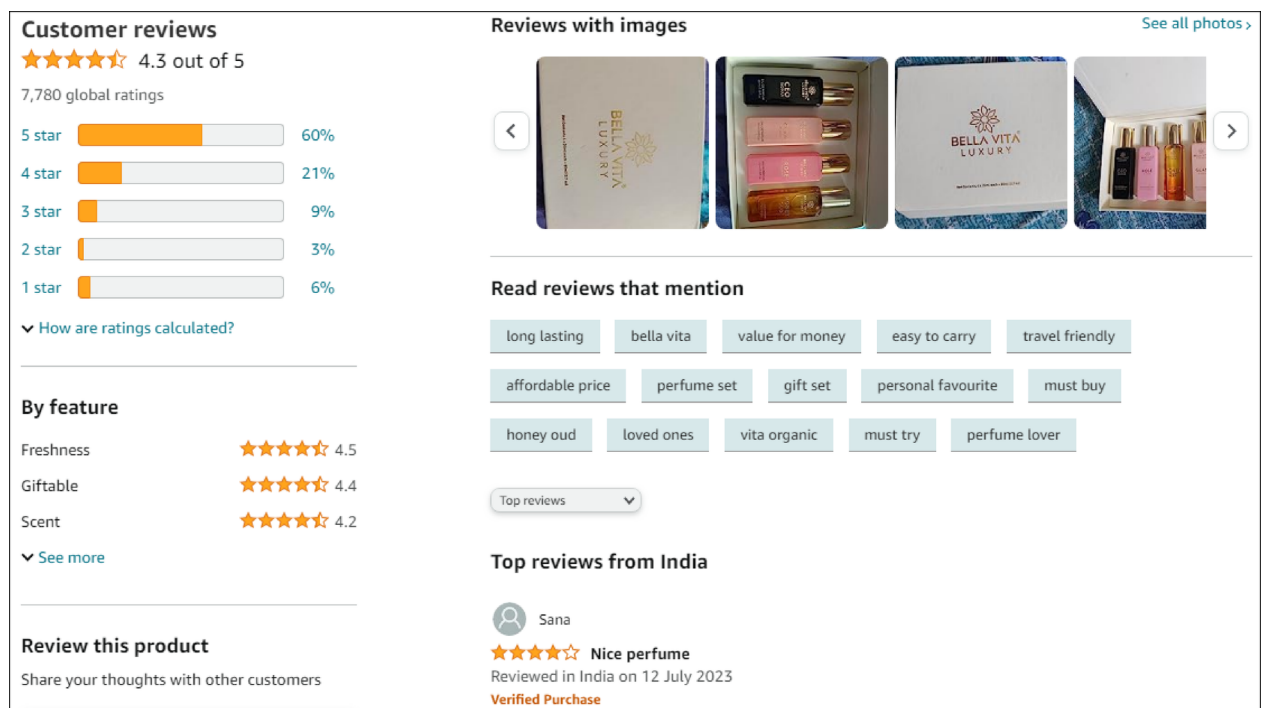 Customer reviews
4.3 out of 5
7,780 global ratings
5 star 60%
4 star 21%
3 star 9%
2 star 3%
1 star 6%
How are ratings calculated?
By feature
Freshness 4.5
Giftable 4.4
Scent 4.2
See more
Review this product
Share your thoughts with other customers
Reviews with images
See all photos ›
BELLA VITA
LUXURY
CEO
BELLA VITA
LUXURY
Read reviews that mention
long lasting
bella vita
value for money
easy to carry
travel friendly
affordable price
perfume set
gift set
personal favourite
must buy
honey oud
loved ones
vita organic
must try
perfume lover
Top reviews
Top reviews from India
Sana
Nice perfume
Reviewed in India on 12 July 2023
Verified Purchase